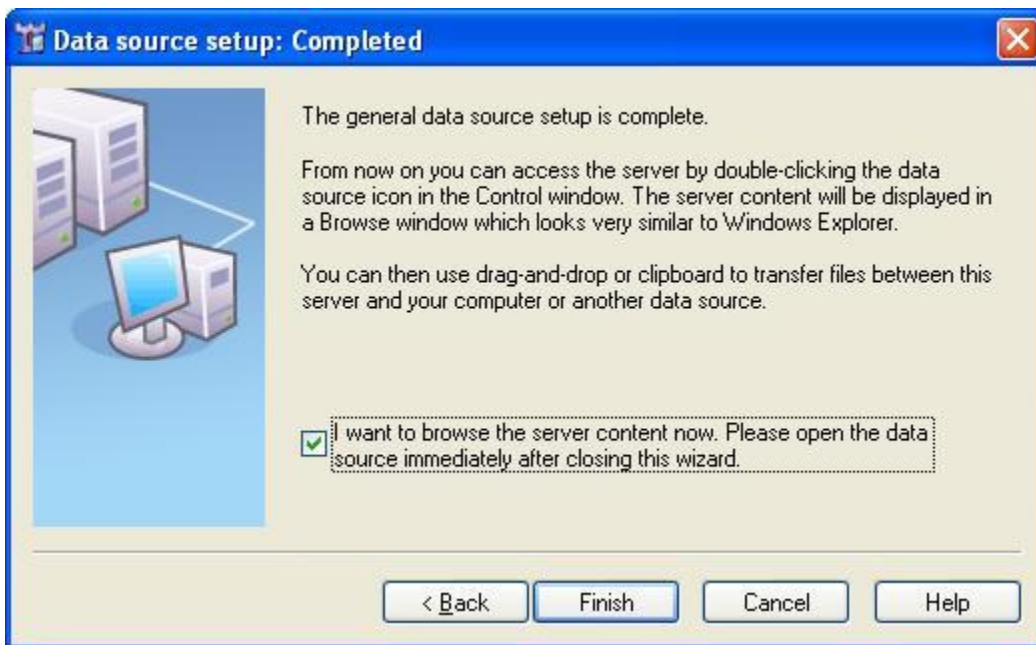 Data source setup: Completed
The general data source setup is complete.
From now on you can access the server by double-clicking the data
source icon in the Control window. The server content will be displayed in
a Browse window which looks very similar to Windows Explorer.
You can then use drag-and-drop or clipboard to transfer files between this
server and your computer or another data source.
I want to browse the server content now. Please open the data
source immediately after closing this wizard.
< Back Finish Cancel Help